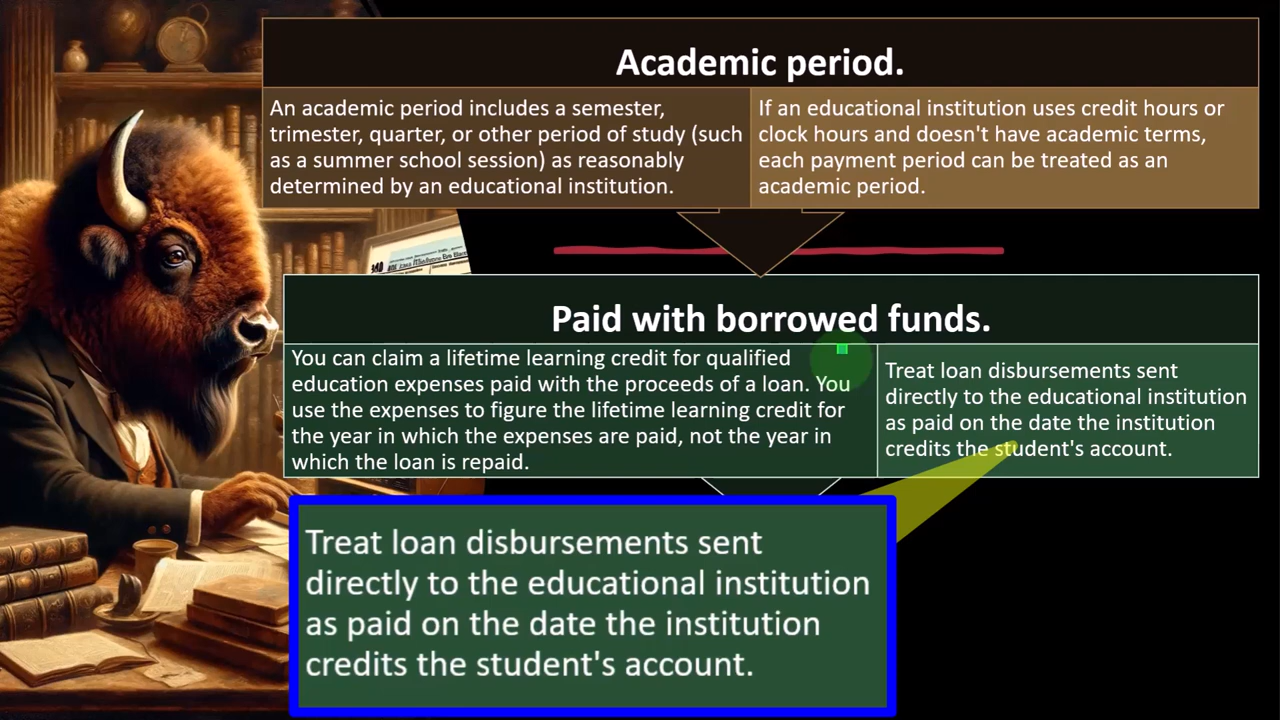 Academic period.
An academic period includes a semester,
trimester, quarter, or other period of study (such
as a summer school session) as reasonably
determined by an educational institution.
If an educational institution uses credit hours or
clock hours and doesn't have academic terms,
each payment period can be treated as an
academic period.
Paid with borrowed funds.
You can claim a lifetime learning credit for qualified
education expenses paid with the proceeds of a loan. You
use the expenses to figure the lifetime learning credit for
the year in which the expenses are paid, not the year in
which the loan is repaid.
Treat loan disbursements sent
directly to the educational institution
as paid on the date the institution
credits the student's account.
Treat loan disbursements sent
directly to the educational institution
as paid on the date the institution
credits the student's account.